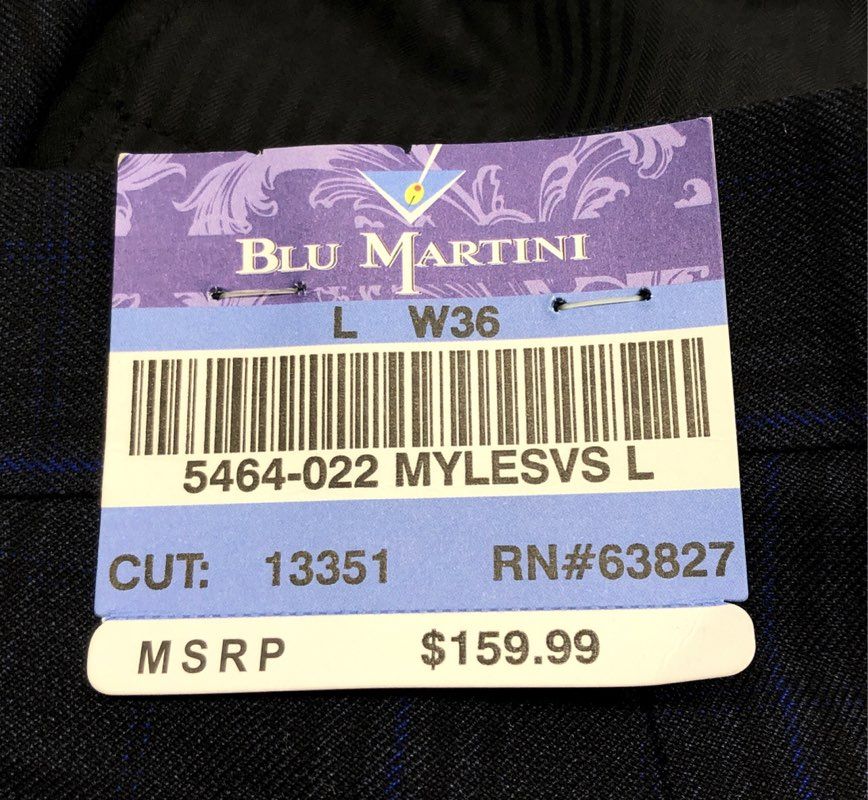 BLU MARTINI
L W36
5464-022 MYLESVS L
CUT: 13351 RN#63827
MSRP $159.99